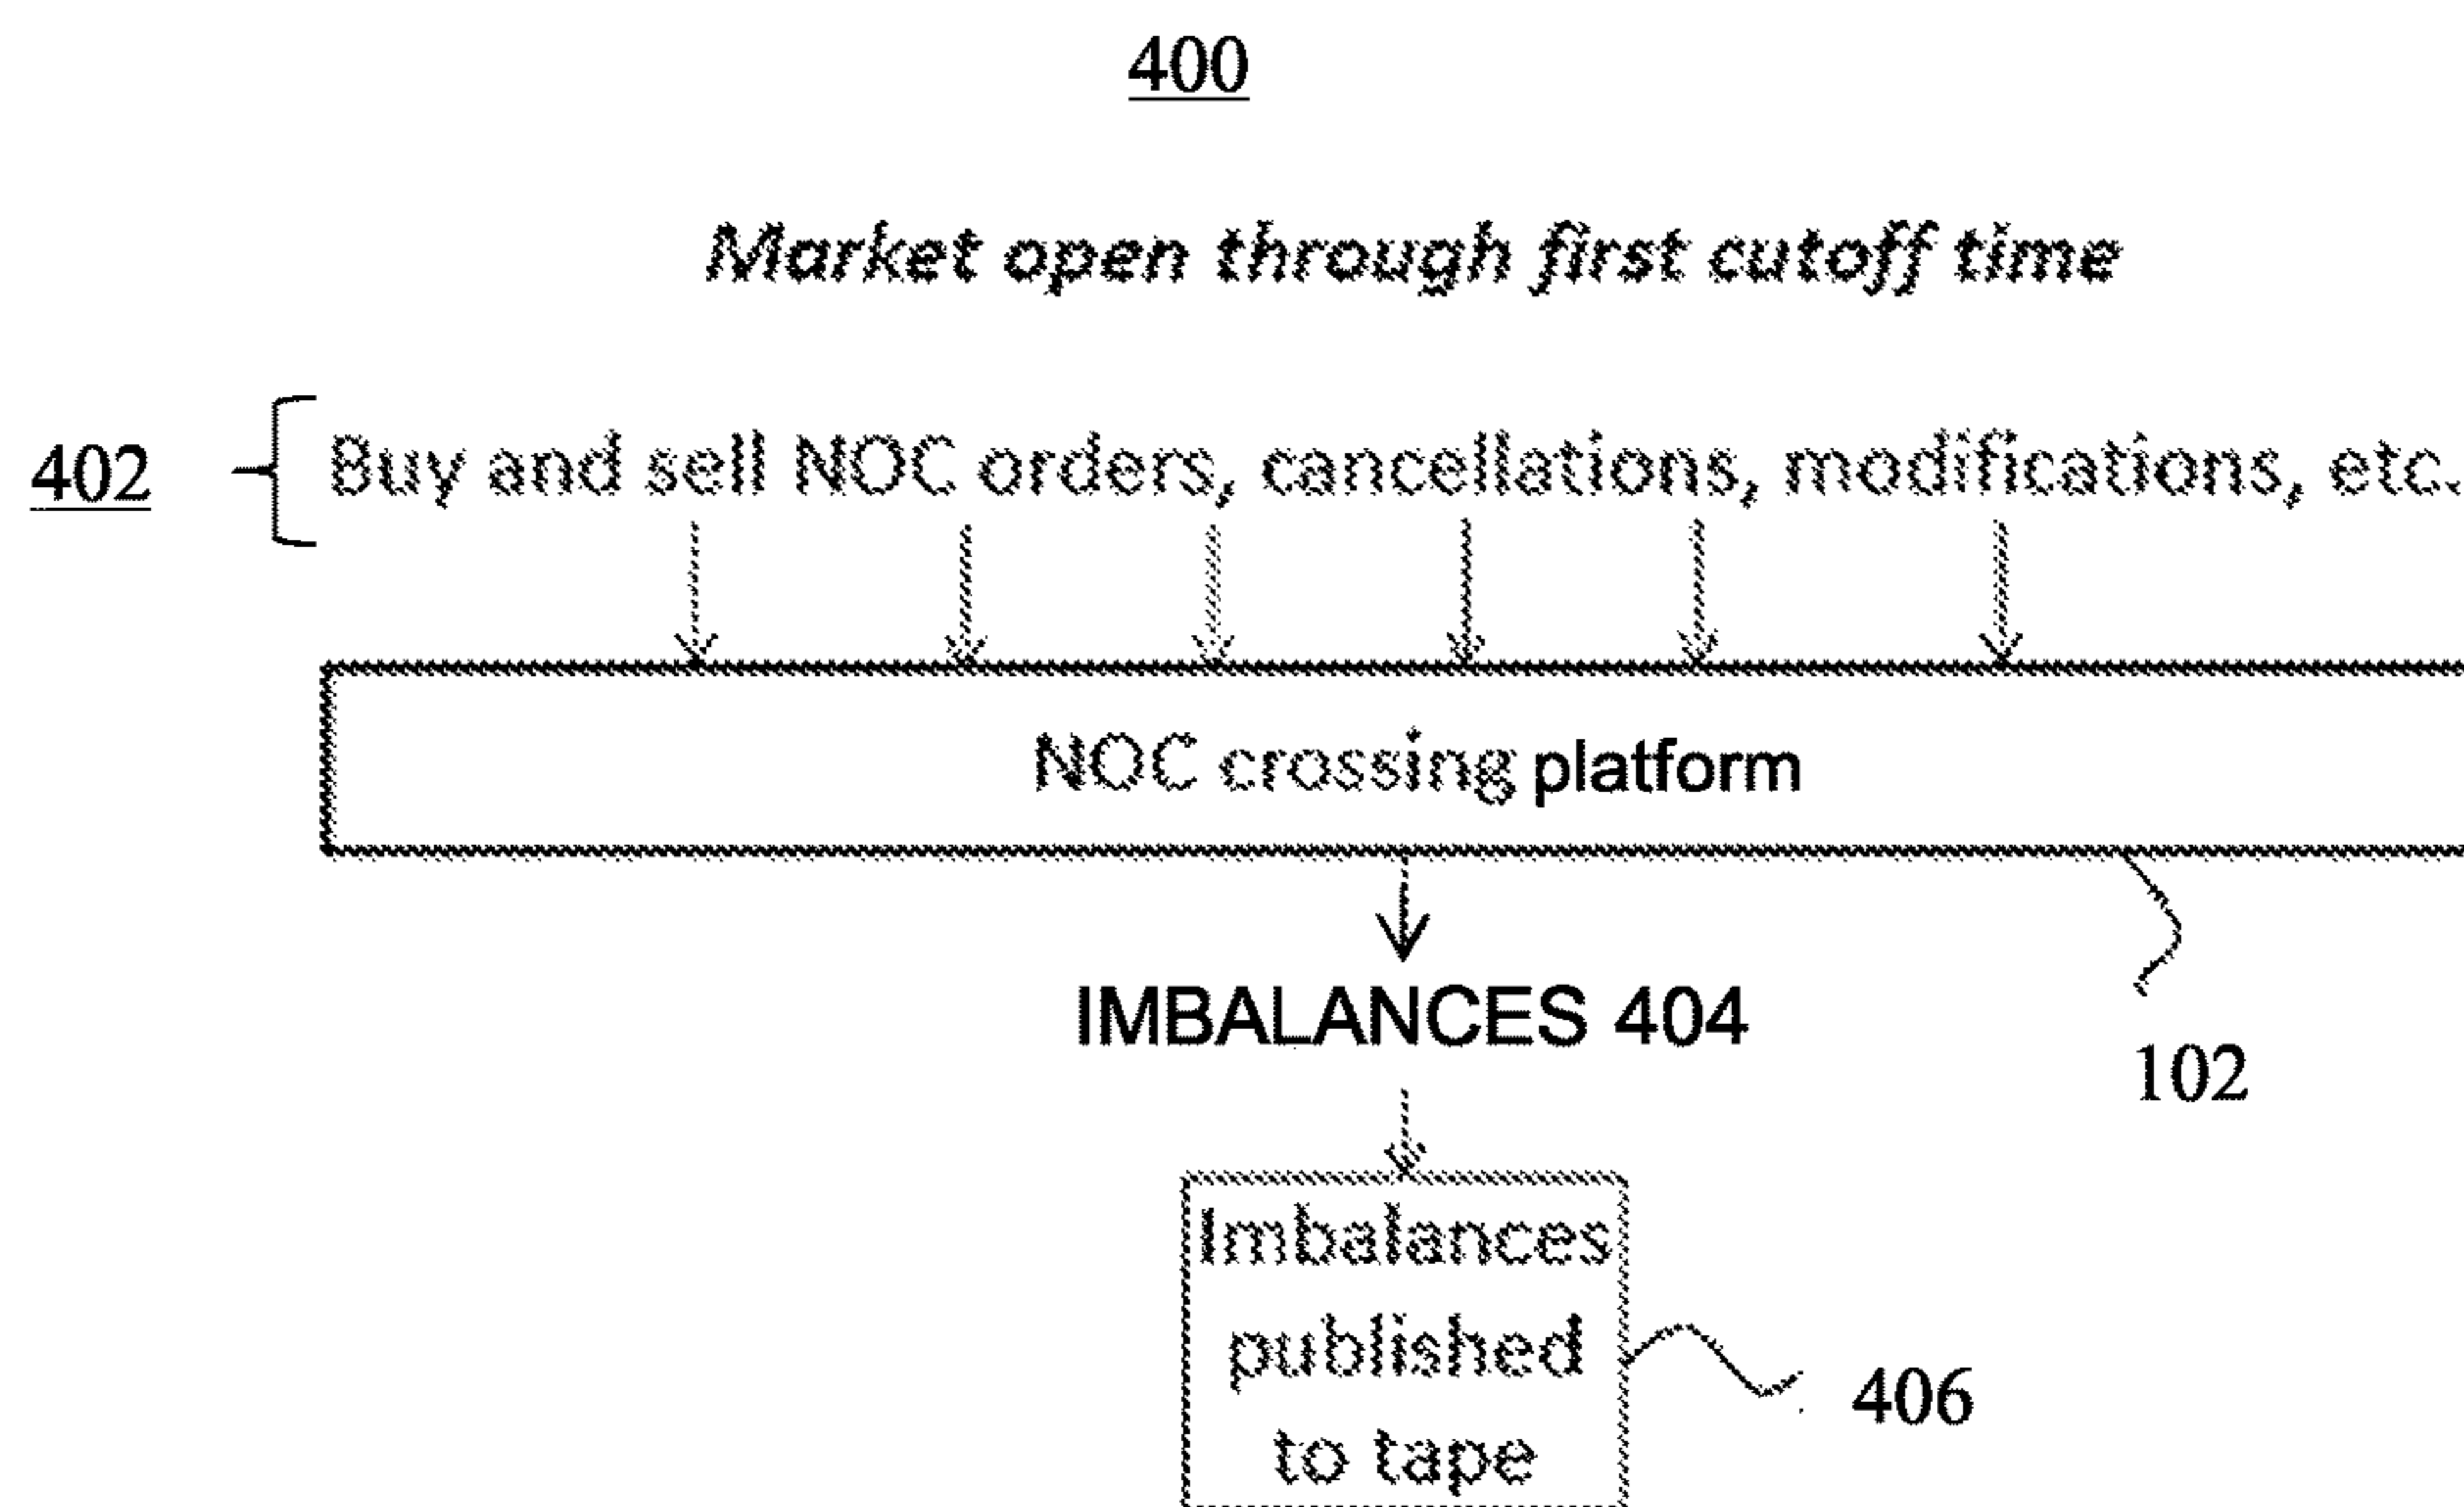 400
Market open through first cutoff time
402
Buy and sell NOC orders, cancellations, modifications, etc.
NOC crossing platform
IMBALANCES 404
102
Imbalances
published
to tape
406